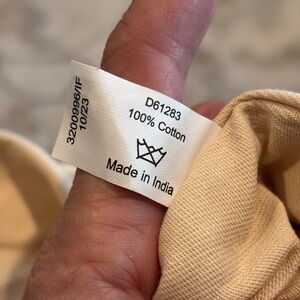 3200996/IF
10/23
D61283
100% Cotton
Made in India